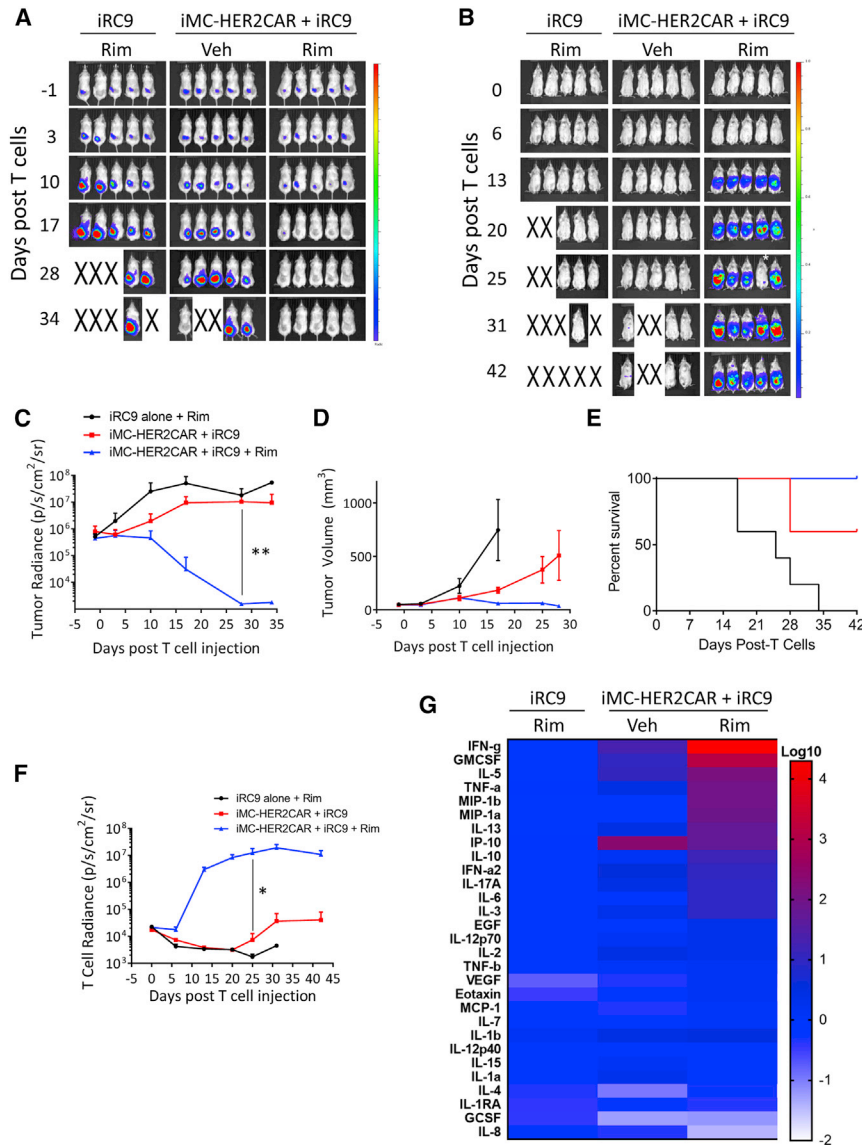 A
iRC9
iMC-HER2CAR + iRC9
Rim
Veh
Rim
Days post T cells
-1
3
10
17
28
XXX
34
XXX
X
XX
B
iRC9
iMC-HER2CAR + iRC9
Rim
Veh
Rim
Days post T cells
0
6
13
20
XX
25
XX
*
31
XXX
X
XX
42
XXXXX
XX
C
iRC9 alone + Rim
iMC-HER2CAR + iRC9
iMC-HER2CAR + iRC9 + Rim
Tumor Radiance (p/s/cm²/sr)
10⁸
10⁷
10⁶
10⁵
10⁴
**
-5 0 5 10 15 20 25 30 35
Days post T cell injection
D
Tumor Volume (mm³)
1000
500
0
-5 0 5 10 15 20 25 30
Days post T cell injection
E
Percent survival
100
50
0
0 7 14 21 28 35 42
Days Post-T Cells
F
iRC9 alone + Rim
iMC-HER2CAR + iRC9
iMC-HER2CAR + iRC9 + Rim
T Cell Radiance (p/s/cm²/sr)
10⁸
10⁷
10⁶
10⁵
10⁴
10³
*
-5 0 5 10 15 20 25 30 35 40 45
Days post T cell injection
G
iRC9
iMC-HER2CAR + iRC9
Rim
Veh
Rim
IFN-g
GMCSF
IL-5
TNF-a
MIP-1b
MIP-1a
IL-13
IP-10
IL-10
IFN-a2
IL-17A
IL-6
IL-3
EGF
IL-12p70
IL-2
TNF-b
VEGF
Eotaxin
MCP-1
IL-7
IL-1b
IL-12p40
IL-15
IL-1a
IL-4
IL-1RA
GCSF
IL-8
Log10
4
3
2
1
0
-1
-2